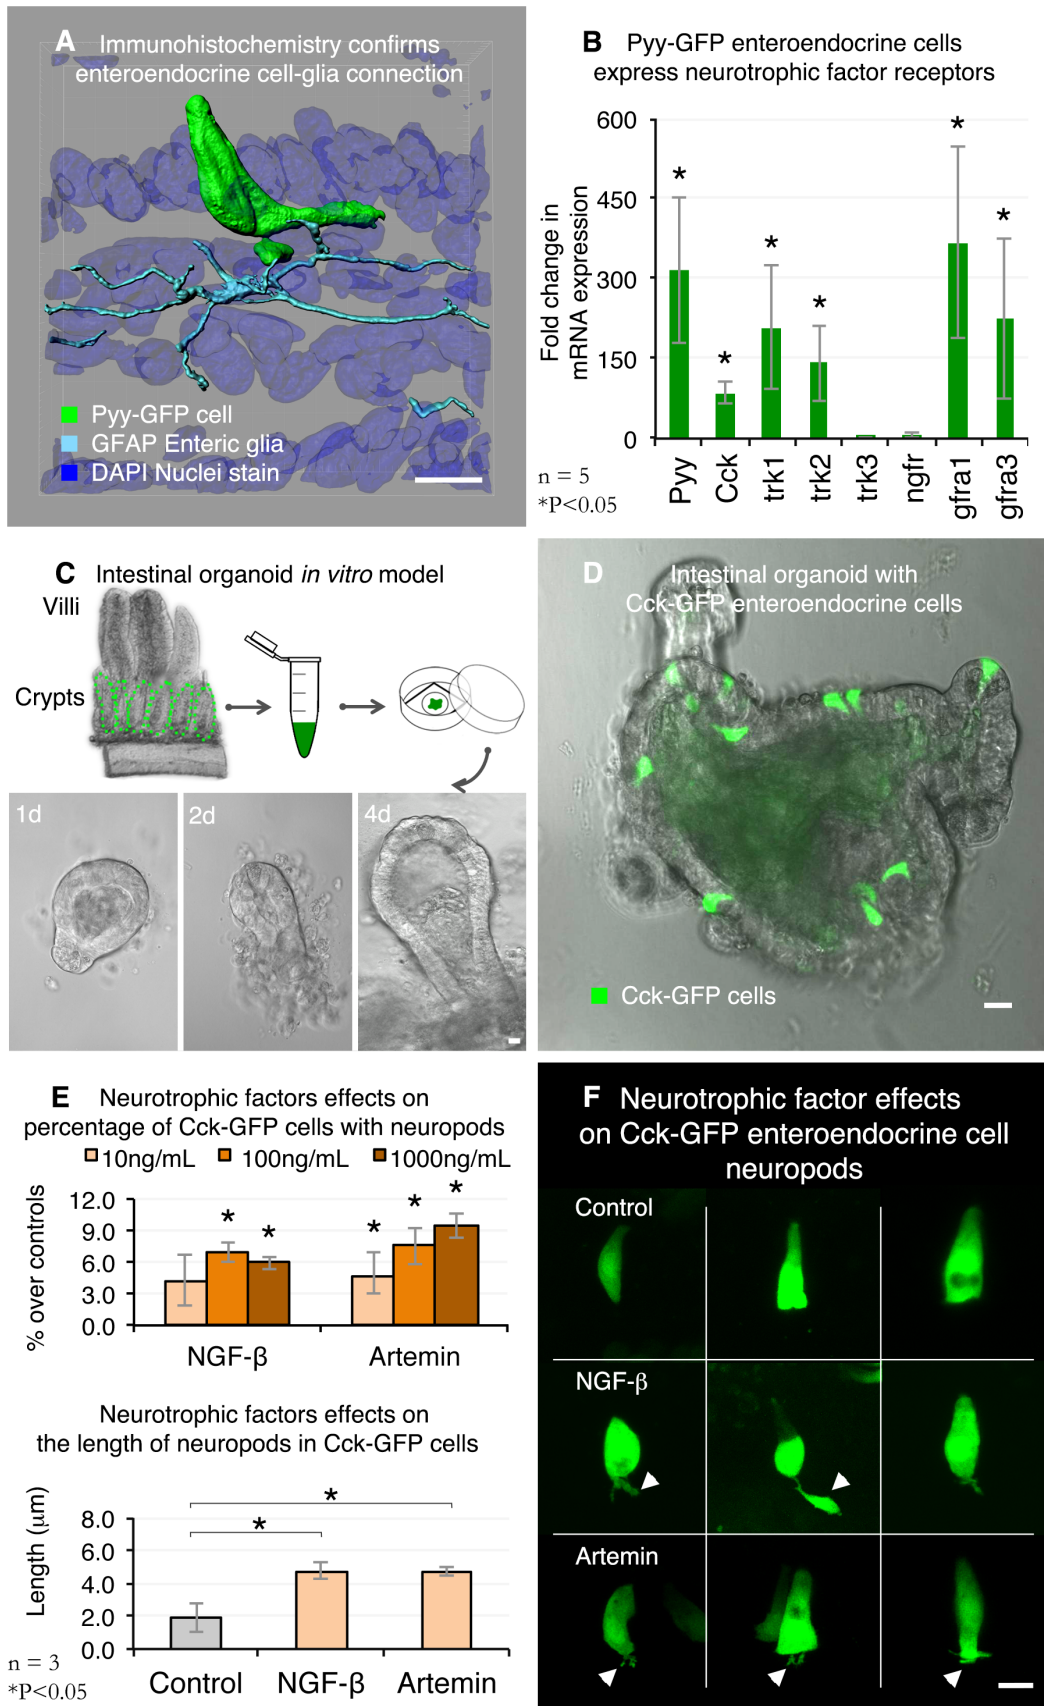 A Immunohistochemistry confirms
enteroendocrine cell-glia connection
Pyy-GFP cell
GFAP Enteric glia
DAPI Nuclei stain
B Pyy-GFP enteroendocrine cells
express neurotrophic factor receptors
Fold change in
mRNA expression
600
450
300
150
0
* * * * * *
Pyy Cck trk1 trk2 trk3 ngfr gfra1 gfra3
n = 5
*P<0.05
C Intestinal organoid in vitro model
Villi
Crypts
1d 2d 4d
D Intestinal organoid with
Cck-GFP enteroendocrine cells
Cck-GFP cells
E Neurotrophic factors effects on
percentage of Cck-GFP cells with neuropods
10ng/mL 100ng/mL 1000ng/mL
% over controls
12.0
9.0
6.0
3.0
0.0
* * * * *
NGF-β Artemin
Neurotrophic factors effects on
the length of neuropods in Cck-GFP cells
Length (μm)
8.0
6.0
4.0
2.0
0.0
*
*
Control NGF-β Artemin
n = 3
*P<0.05
F Neurotrophic factor effects
on Cck-GFP enteroendocrine cell
neuropods
Control
NGF-β
Artemin